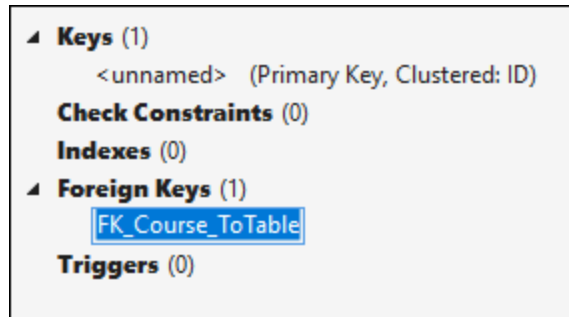 Keys (1)
<unnamed> (Primary Key, Clustered: ID)
Check Constraints (0)
Indexes (0)
Foreign Keys (1)
FK_Course_ToTable
Triggers (0)